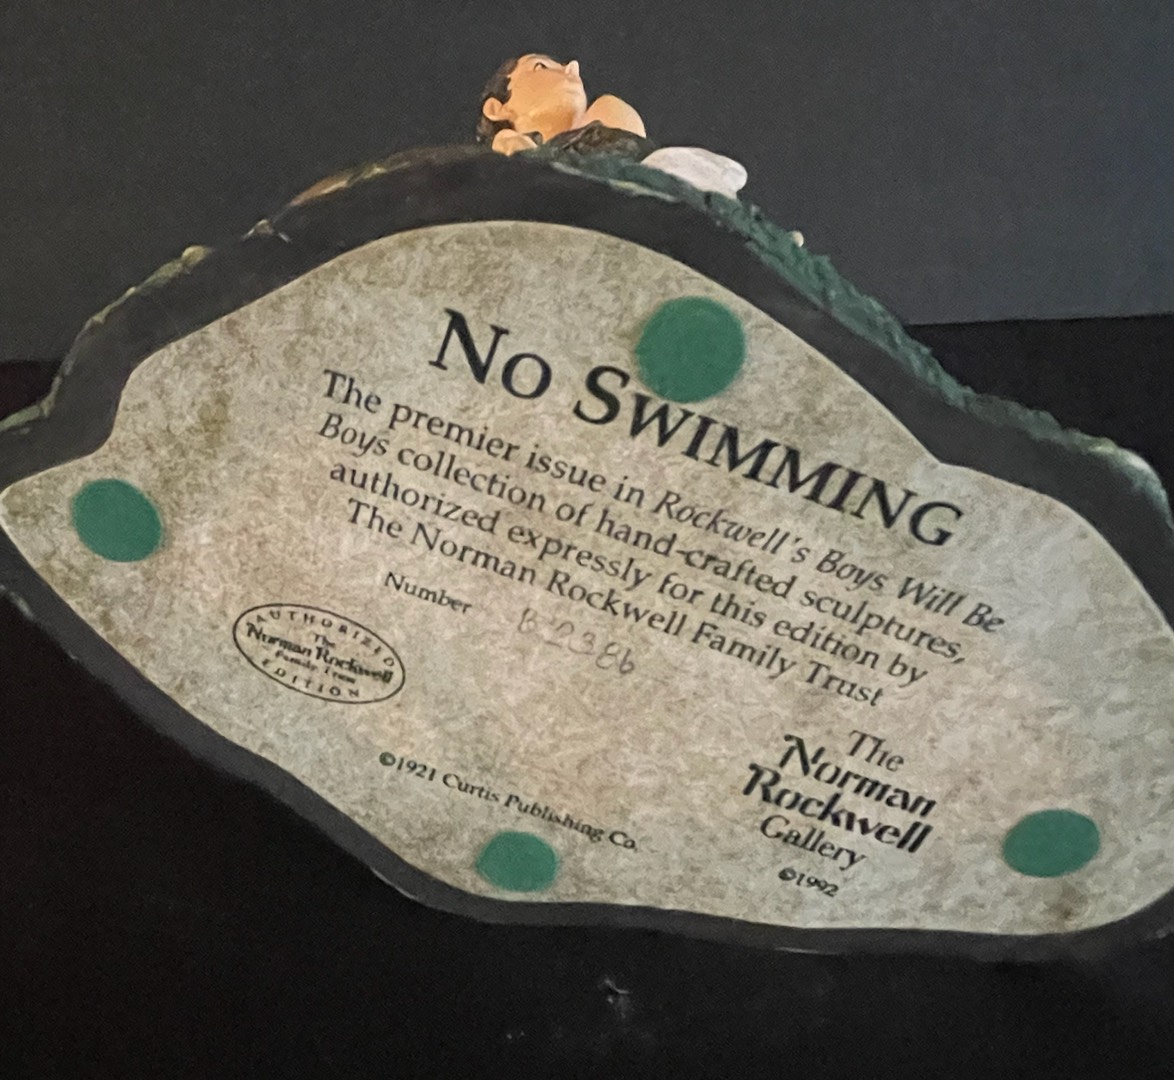 No Swimming
The premier issue in Rockwell's Boys Will Be
Boys collection of hand-crafted sculptures,
authorized expressly for this edition by
The Norman Rockwell Family Trust
Number B2386
AUTHORIZED
The
Norman Rockwell
Family Trust
EDITION
©1921 Curtis Publishing Co.
The
Norman
Rockwell
Gallery
©1992